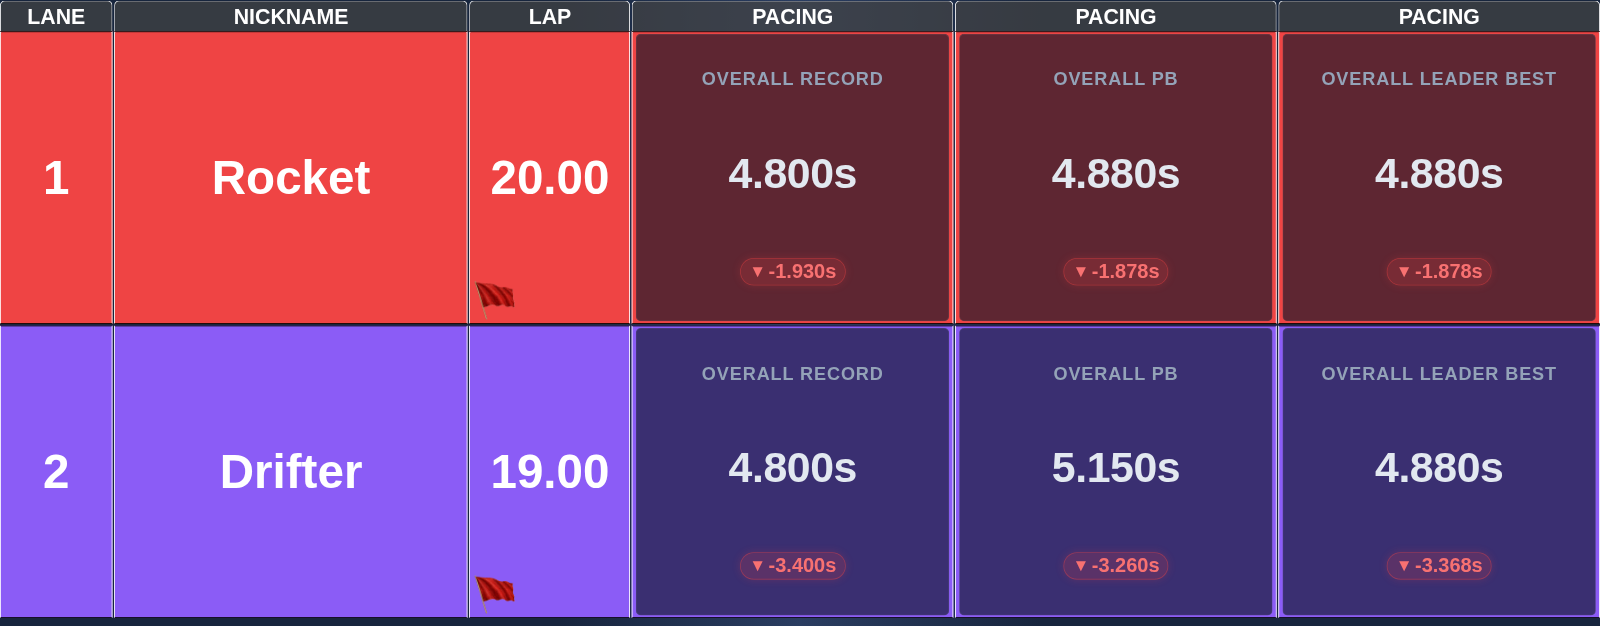 LANE NICKNAME LAP PACING PACING PACING
OVERALL RECORD OVERALL PB OVERALL LEADER BEST
1 Rocket 20.00 4.800s 4.880s 4.880s
▼ -1.930s ▼ -1.878s ▼ -1.878s
OVERALL RECORD OVERALL PB OVERALL LEADER BEST
2 Drifter 19.00 4.800s 5.150s 4.880s
▼ -3.400s ▼ -3.260s ▼ -3.368s